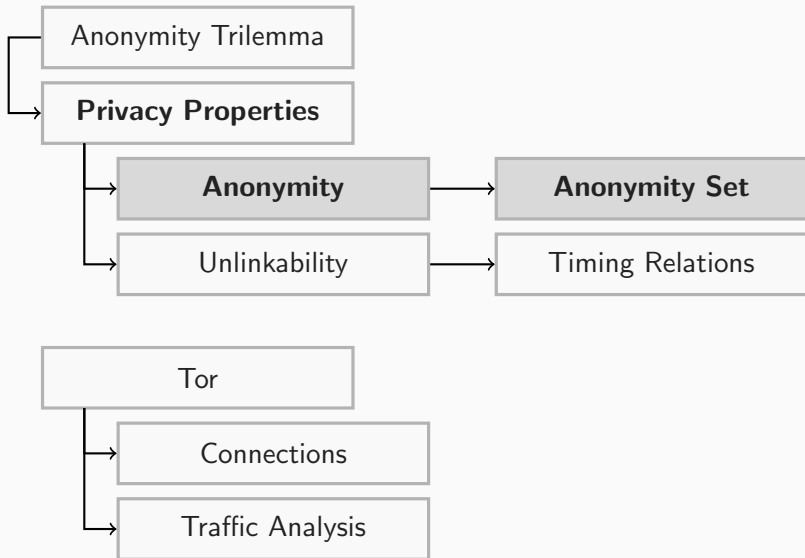 Anonymity Trilemma
Privacy Properties
Anonymity
Anonymity Set
Unlinkability
Timing Relations
Tor
Connections
Traffic Analysis